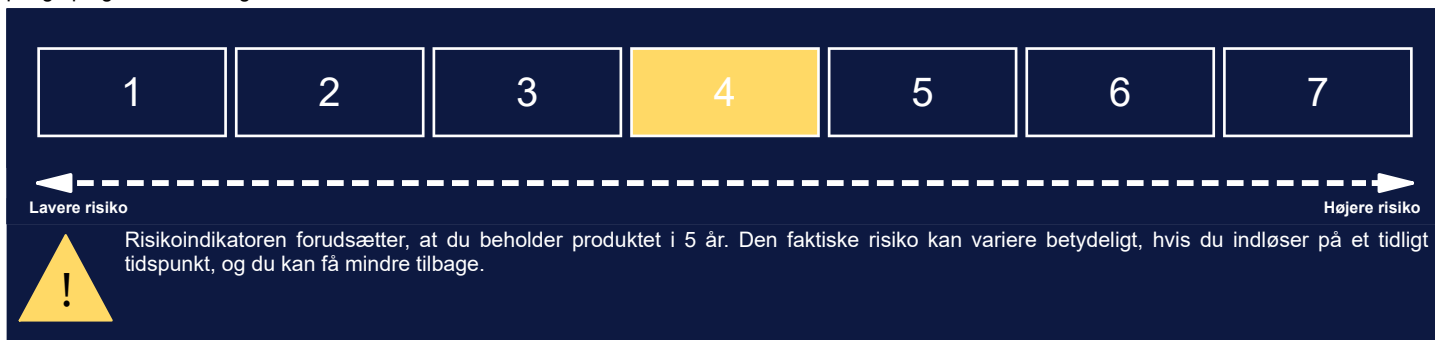 1 2 3 4 5 6 7
Lavere risiko Højere risiko
Risikoindikatoren forudsætter, at du beholder produktet i 5 år. Den faktiske risiko kan variere betydeligt, hvis du indløser på et tidligt
tidspunkt, og du kan få mindre tilbage.
!